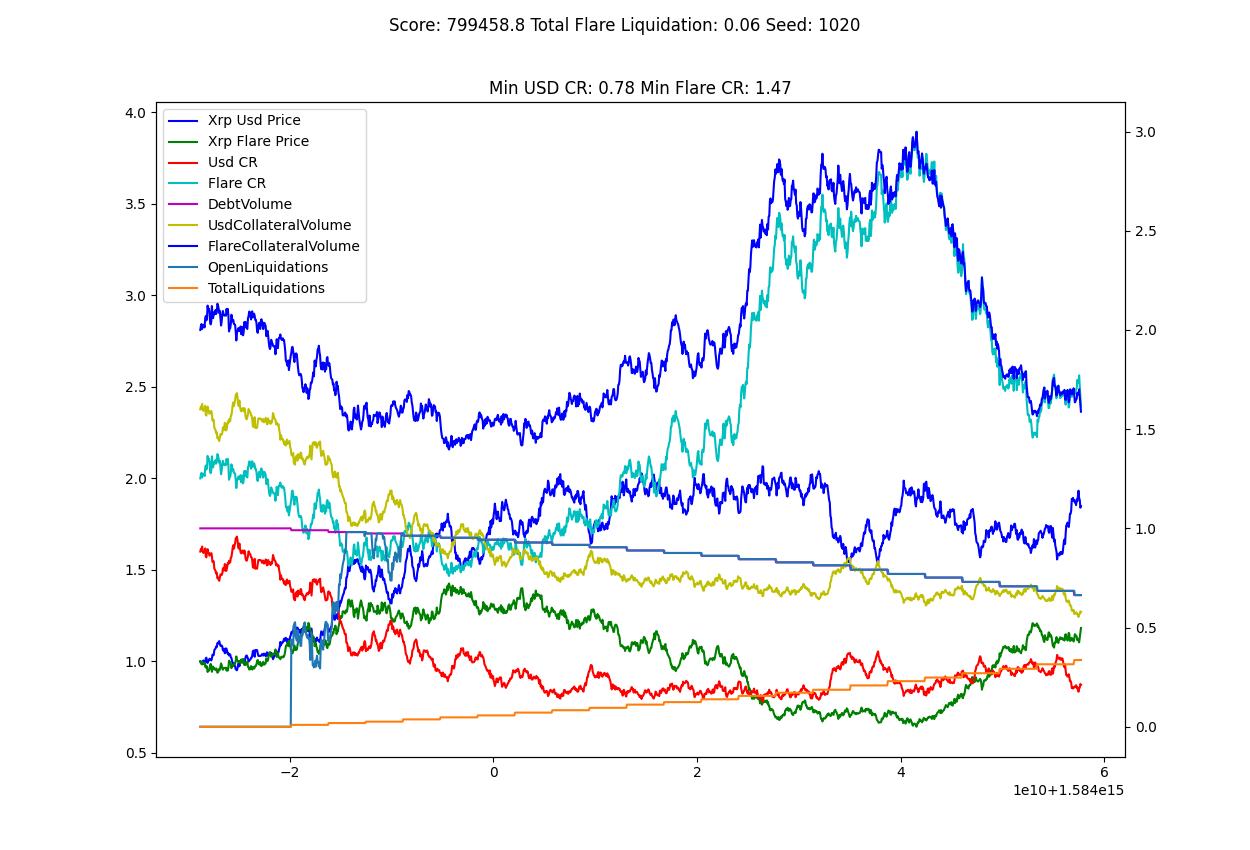 Score: 799458.8 Total Flare Liquidation: 0.06 Seed: 1020
Min USD CR: 0.78 Min Flare CR: 1.47
Xrp Usd Price
Xrp Flare Price
Usd CR
Flare CR
DebtVolume
UsdCollateralVolume
FlareCollateralVolume
OpenLiquidations
TotalLiquidations
4.0
3.5
3.0
2.5
2.0
1.5
1.0
0.5
3.0
2.5
2.0
1.5
1.0
0.5
0.0
−2
0
2
4
6
1e10+1.584e15